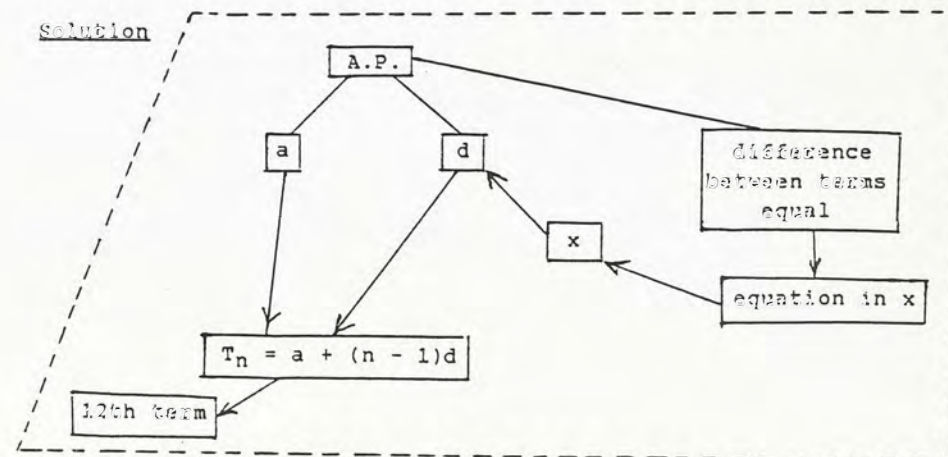 Solution
A.P.
a
d
difference
between terms
equal
x
equation in x
Tn = a + (n - 1)d
12th term